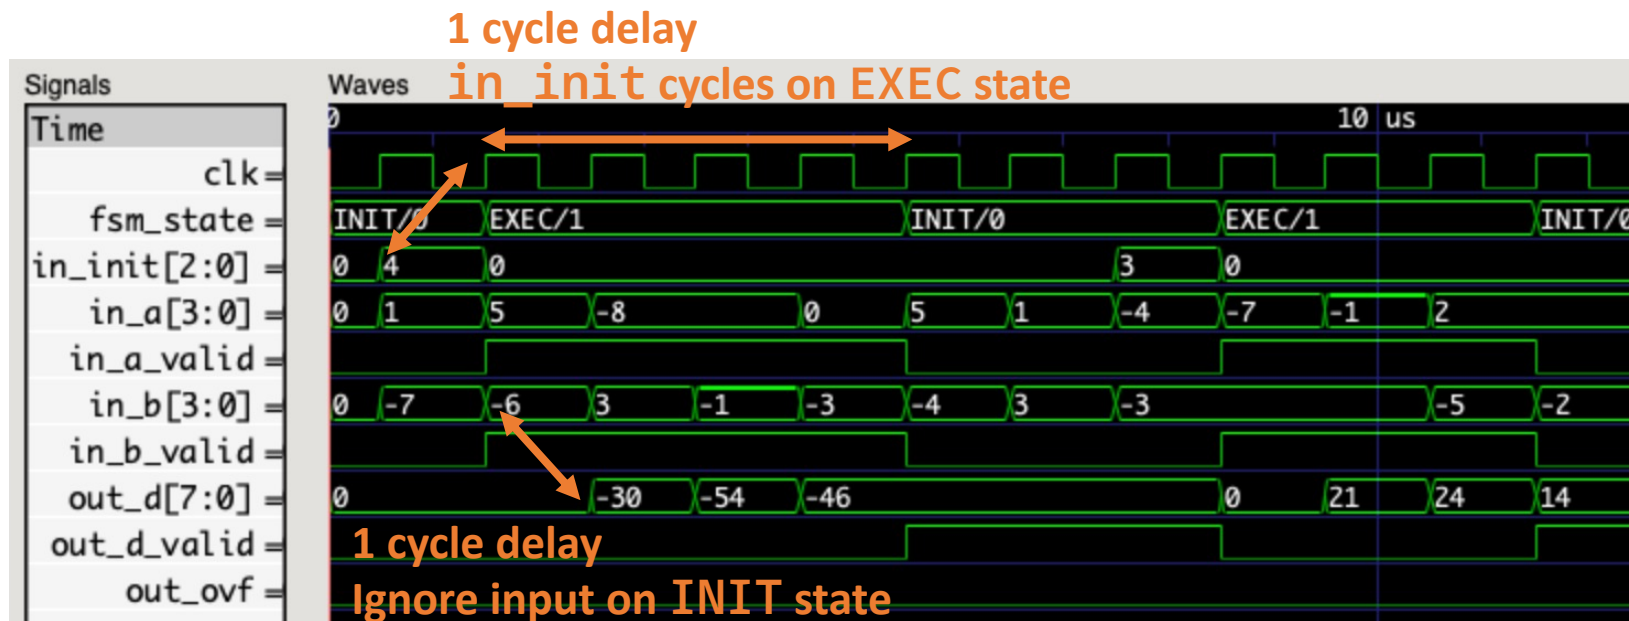 1 cycle delay
in_init cycles on EXEC state
Signals
Waves
Time
0
10 us
clk=
fsm_state =
INIT/0
EXEC/1
INIT/0
EXEC/1
INIT/0
in_init[2:0] =
0
4
0
3
0
in_a[3:0] =
0
1
5
-8
0
5
1
-4
-7
-1
2
in_a_valid =
in_b[3:0] =
0
-7
-6
3
-1
-3
-4
3
-3
-5
-2
in_b_valid =
out_d[7:0] =
0
-30
-54
-46
0
21
24
14
out_d_valid =
1 cycle delay
out_ovf =
Ignore input on INIT state